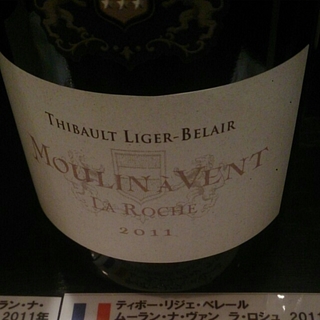 THIBAULT LIGER-BELAIR
MOULIN À VENT
LA ROCHE
2011
ラン・ナ・
2011年
ティボー・リジェ・ベレール
ムーラン・ナ・ヴァン ラ・ロシュ 2011